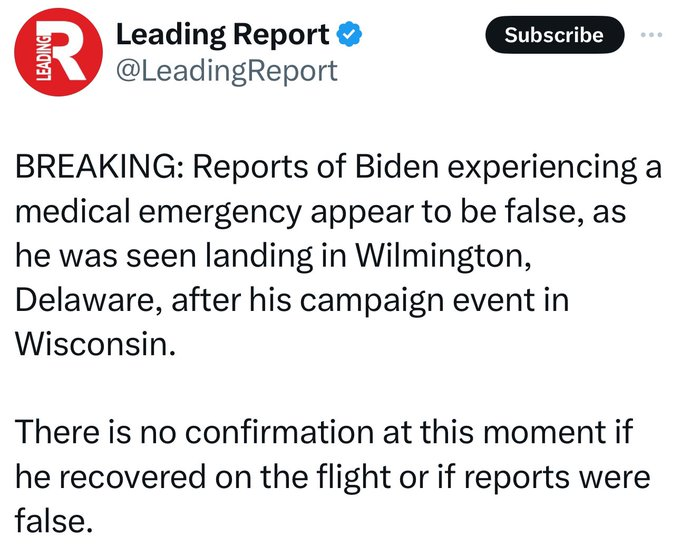 LEADING R
Leading Report
@LeadingReport
Subscribe
BREAKING: Reports of Biden experiencing a
medical emergency appear to be false, as
he was seen landing in Wilmington,
Delaware, after his campaign event in
Wisconsin.
There is no confirmation at this moment if
he recovered on the flight or if reports were
false.